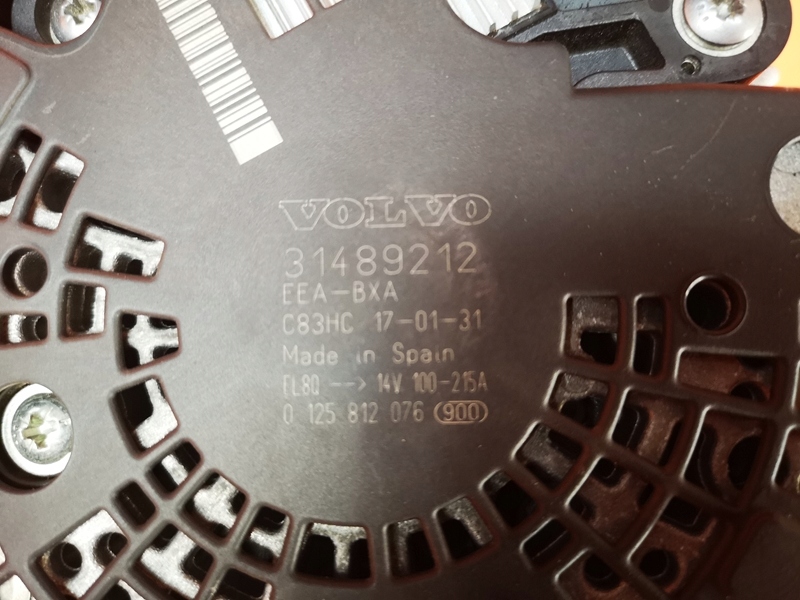 VOLVO
31489212
EEA-BXA
C83HC 17-01-31
Made in Spain
EL80 --> 14V 100-215A
0 125 812 076 900